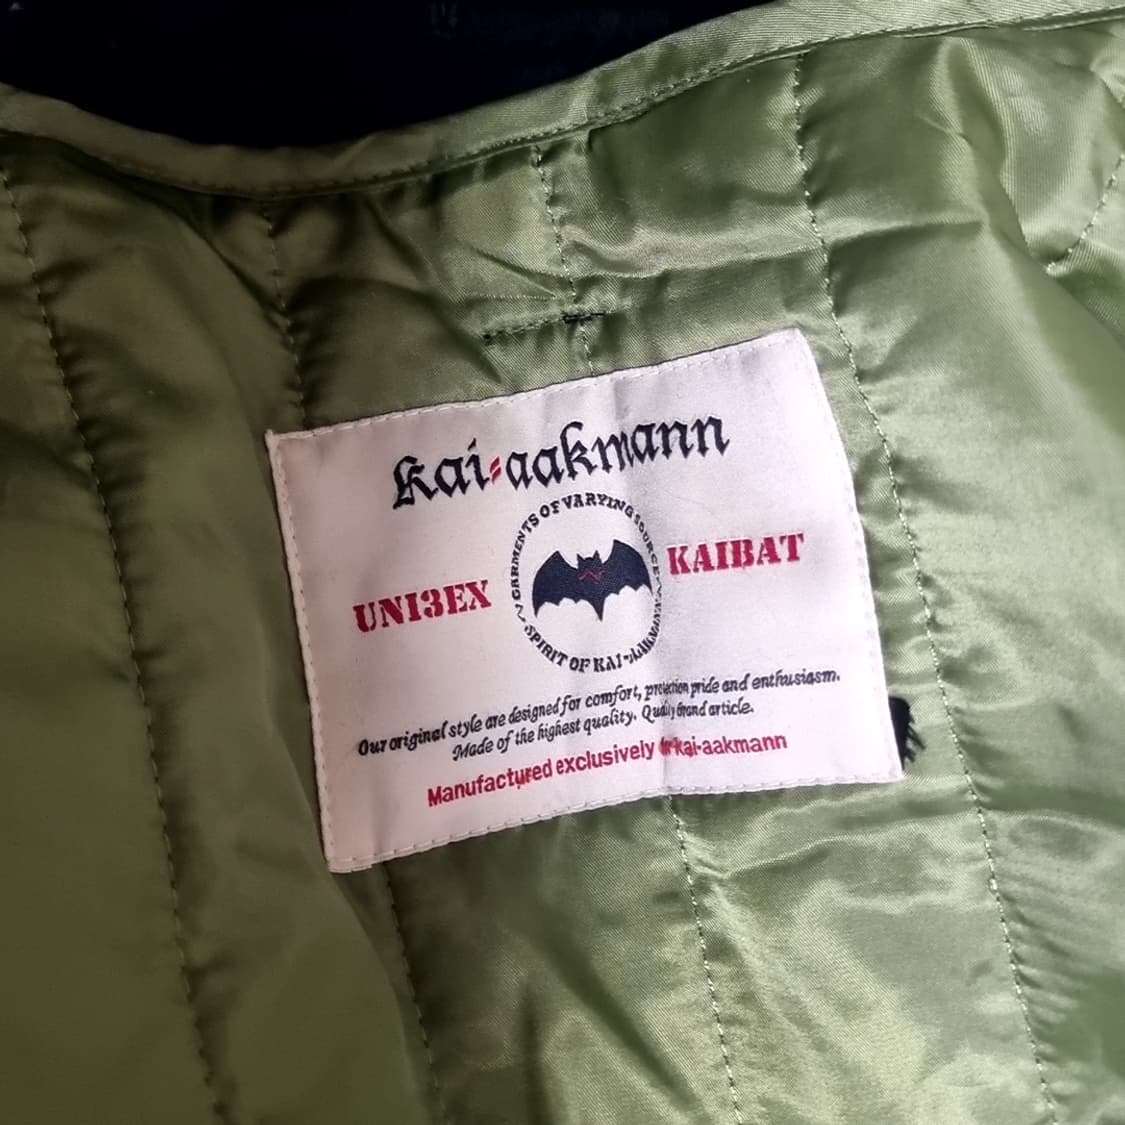 kai-aakmann
GARMENTS OF VARYING SOURCE
UNI3EX
KAIBAT
SPIRIT OF KAI-AAKMANN
Our original style are designed for comfort, protection pride and enthusiasm.
Made of the highest quality. Quality brand article.
Manufactured exclusively kai-aakmann